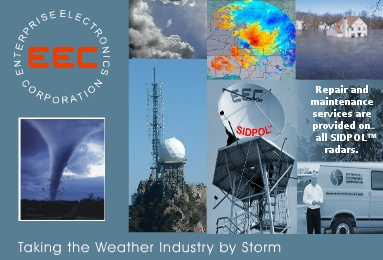 ENTERPRISE ELECTRONICS
CORPORATION
EEC
EEC
SIDPOL™
Repair and
maintenance
services are
provided on
all SIDPOL™
radars.
Taking the Weather Industry by Storm